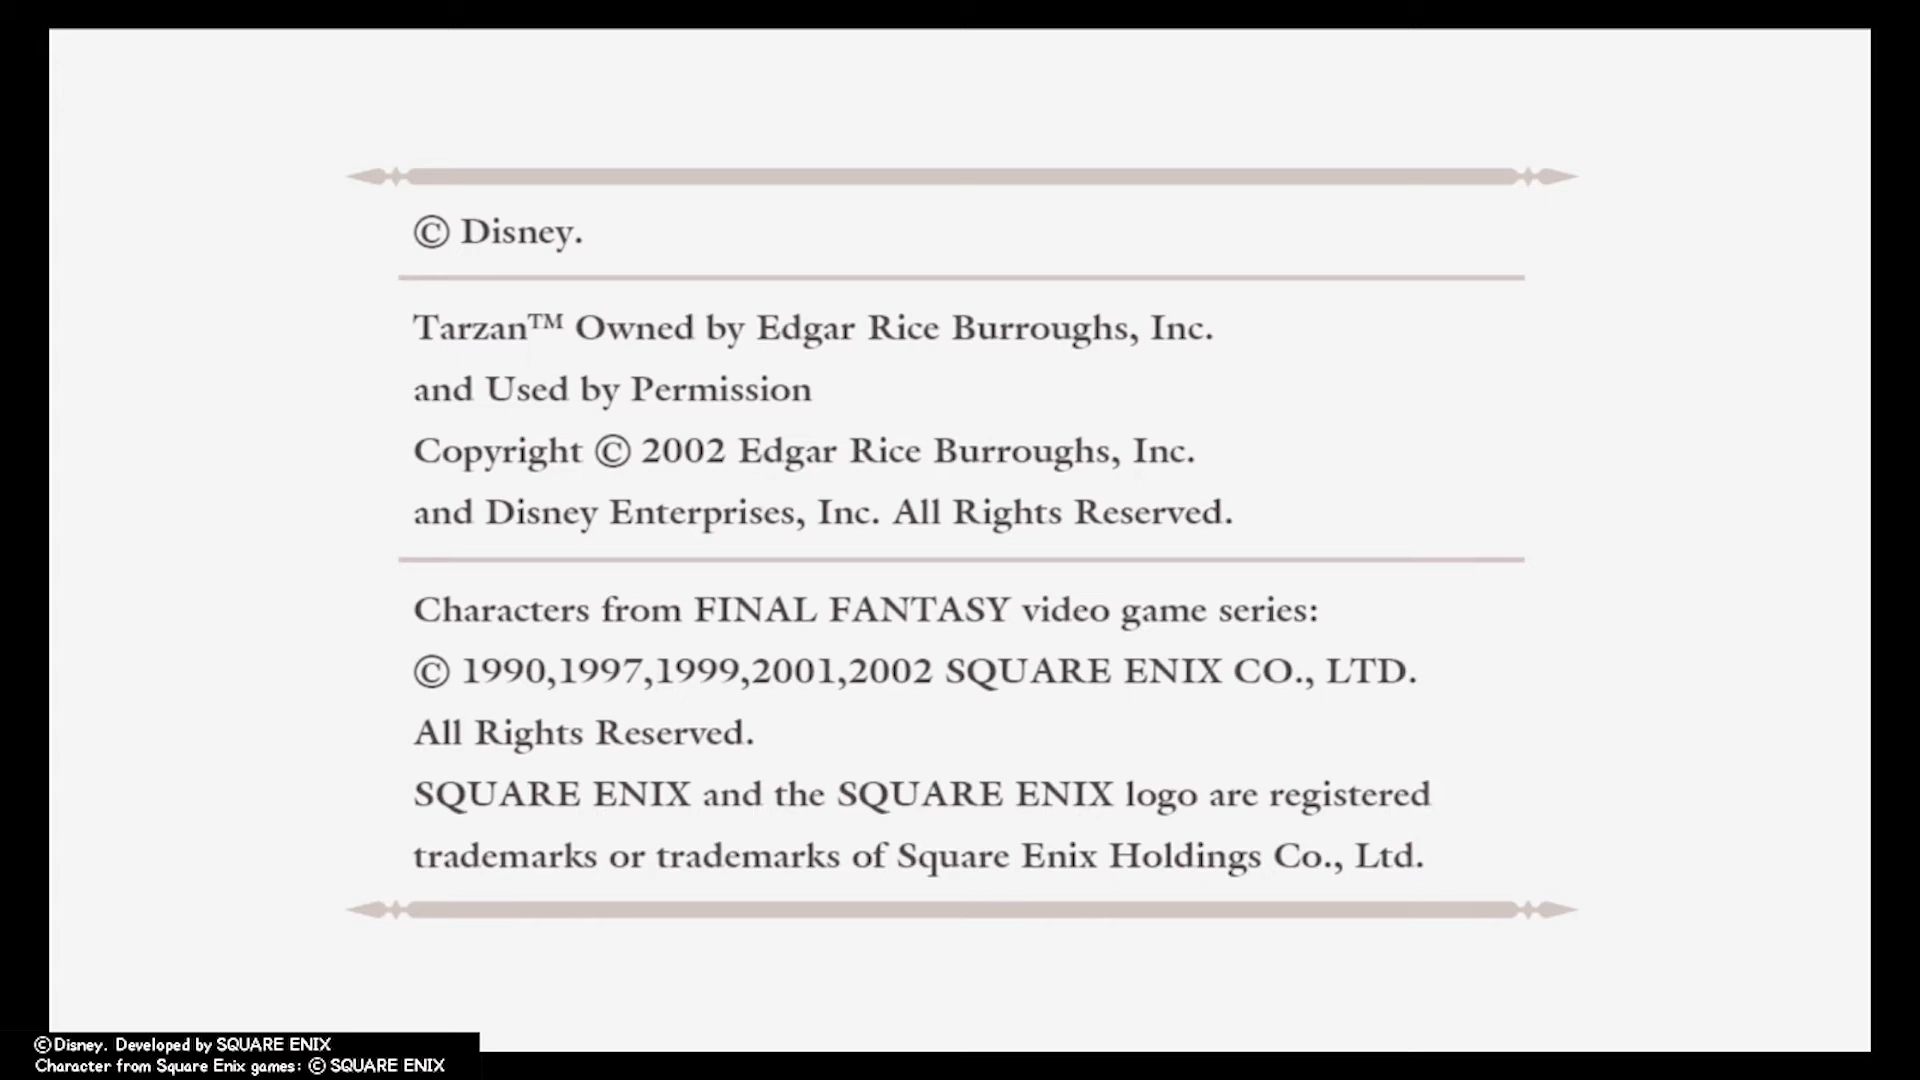 © Disney.
Tarzan™ Owned by Edgar Rice Burroughs, Inc.
and Used by Permission
Copyright © 2002 Edgar Rice Burroughs, Inc.
and Disney Enterprises, Inc. All Rights Reserved.
Characters from FINAL FANTASY video game series:
© 1990,1997,1999,2001,2002 SQUARE ENIX CO., LTD.
All Rights Reserved.
SQUARE ENIX and the SQUARE ENIX logo are registered
trademarks or trademarks of Square Enix Holdings Co., Ltd.
©Disney. Developed by SQUARE ENIX
Character from Square Enix games: © SQUARE ENIX